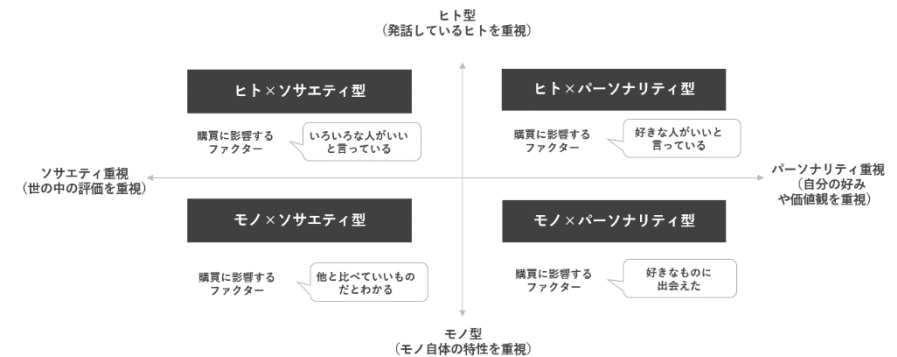 ヒト型
（発話しているヒトを重視）
ヒト×ソサエティ型
購買に影響する
ファクター
いろいろな人がいい
と言っている
ヒト×パーソナリティ型
購買に影響する
ファクター
好きな人がいいと
言っている
ソサエティ重視
（世の中の評価を重視）
パーソナリティ重視
（自分の好み
や価値観を重視）
モノ×ソサエティ型
購買に影響する
ファクター
他と比べていいもの
だとわかる
モノ×パーソナリティ型
購買に影響する
ファクター
好きなものに
出会えた
モノ型
（モノ自体の特性を重視）